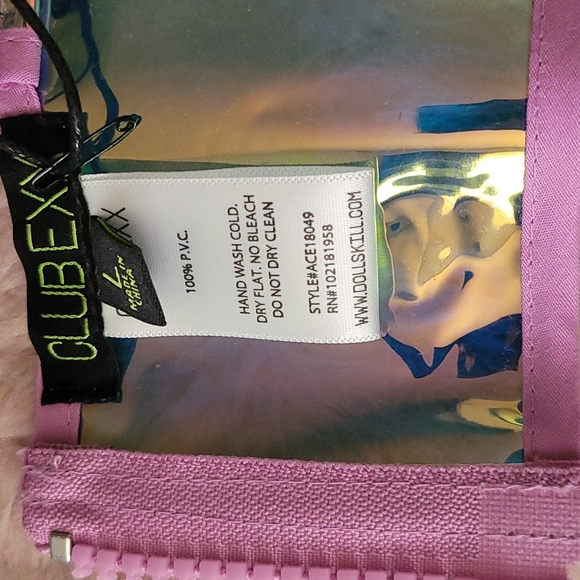 CLUB EXX
XX
L
MADE IN
CHINA
100% P.V.C.
HAND WASH COLD.
DRY FLAT. NO BLEACH
DO NOT DRY CLEAN
STYLE#ACE18049
RN#102181958
WWW.DOLLSKILL.COM